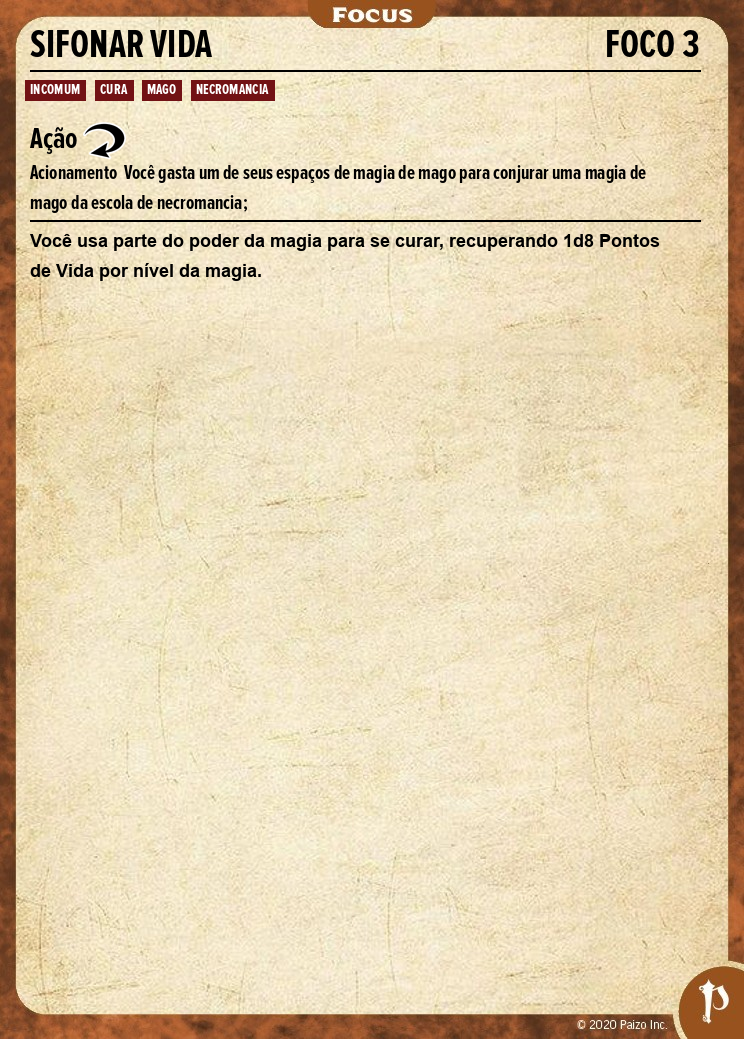 Focus
SIFONAR VIDA FOCO 3
INCOMUM CURA MAGO NECROMANCIA
Ação
Acionamento Você gasta um de seus espaços de magia de mago para conjurar uma magia de
mago da escola de necromancia;
Você usa parte do poder da magia para se curar, recuperando 1d8 Pontos
de Vida por nível da magia.
© 2020 Paizo Inc.
P